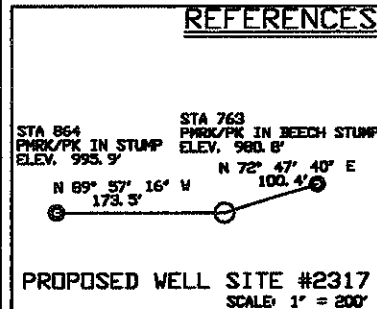 REFERENCES
STA 864
PMRK/PK IN STUMP
ELEV. 995.9'
STA 763
PMRK/PK IN BEECH STUMP
ELEV. 980.8'
N 89° 57' 16" W
173.5'
N 72° 47' 40" E
100.4'
PROPOSED WELL SITE #2317
SCALE: 1" = 200'